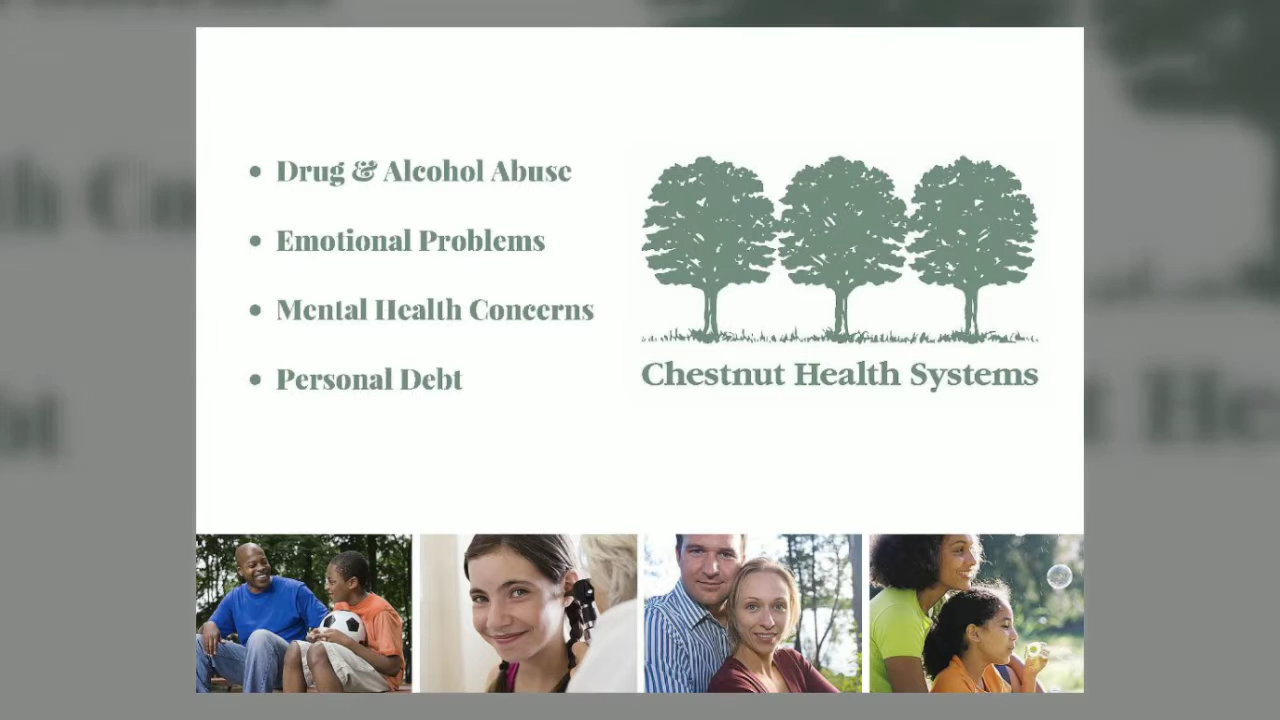 Drug & Alcohol Abuse
Emotional Problems
Mental Health Concerns
Personal Debt
Chestnut Health Systems